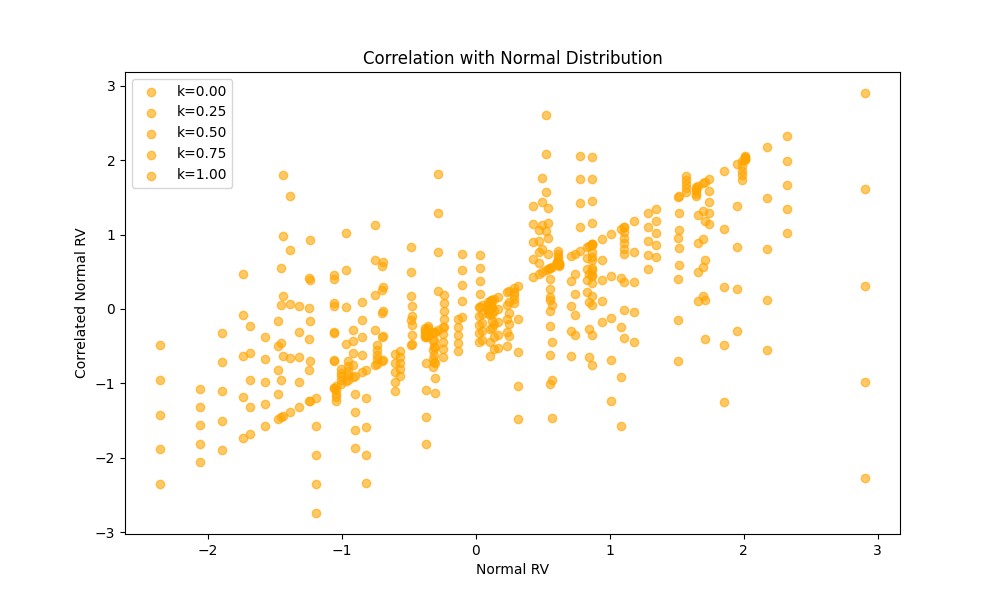 Correlation with Normal Distribution
k=0.00
k=0.25
k=0.50
k=0.75
k=1.00
Correlated Normal RV
3
2
1
0
−1
−2
−3
−2
−1
0
1
2
3
Normal RV